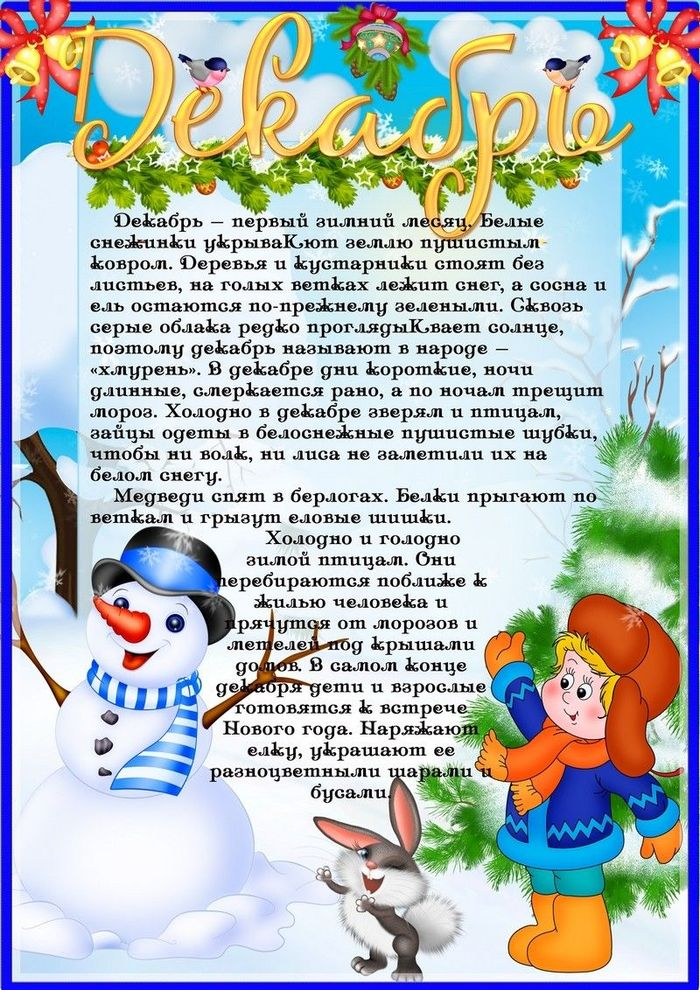 Декабрь
Декабрь – первый зимний месяц. Белые
снежинки укрываКют землю пушистым
ковром. Деревья и кустарники стоят без
листьев, на голых ветках лежит снег, а сосна и
ель остаются по-прежнему зелеными. Сквозь
серые облака редко проглядыКвает солнце,
поэтому декабрь называют в народе –
«хмурень». В декабре дни короткие, ночи
длинные, смеркается рано, а по ночам трещит
мороз. Холодно в декабре зверям и птицам,
зайцы одеты в белоснежные пушистые шубки,
чтобы ни волк, ни лиса не заметили их на
белом снегу.
Медведи спят в берлогах. Белки прыгают по
веткам и грызут еловые шишки.
Холодно и голодно
зимой птицам. Они
перебираются поближе к
жилью человека и
прячутся от морозов и
метелей под крышами
домов. В самом конце
декабря дети и взрослые
готовятся к встрече
Нового года. Наряжают
елку, украшают ее
разноцветными шарами и
бусами.